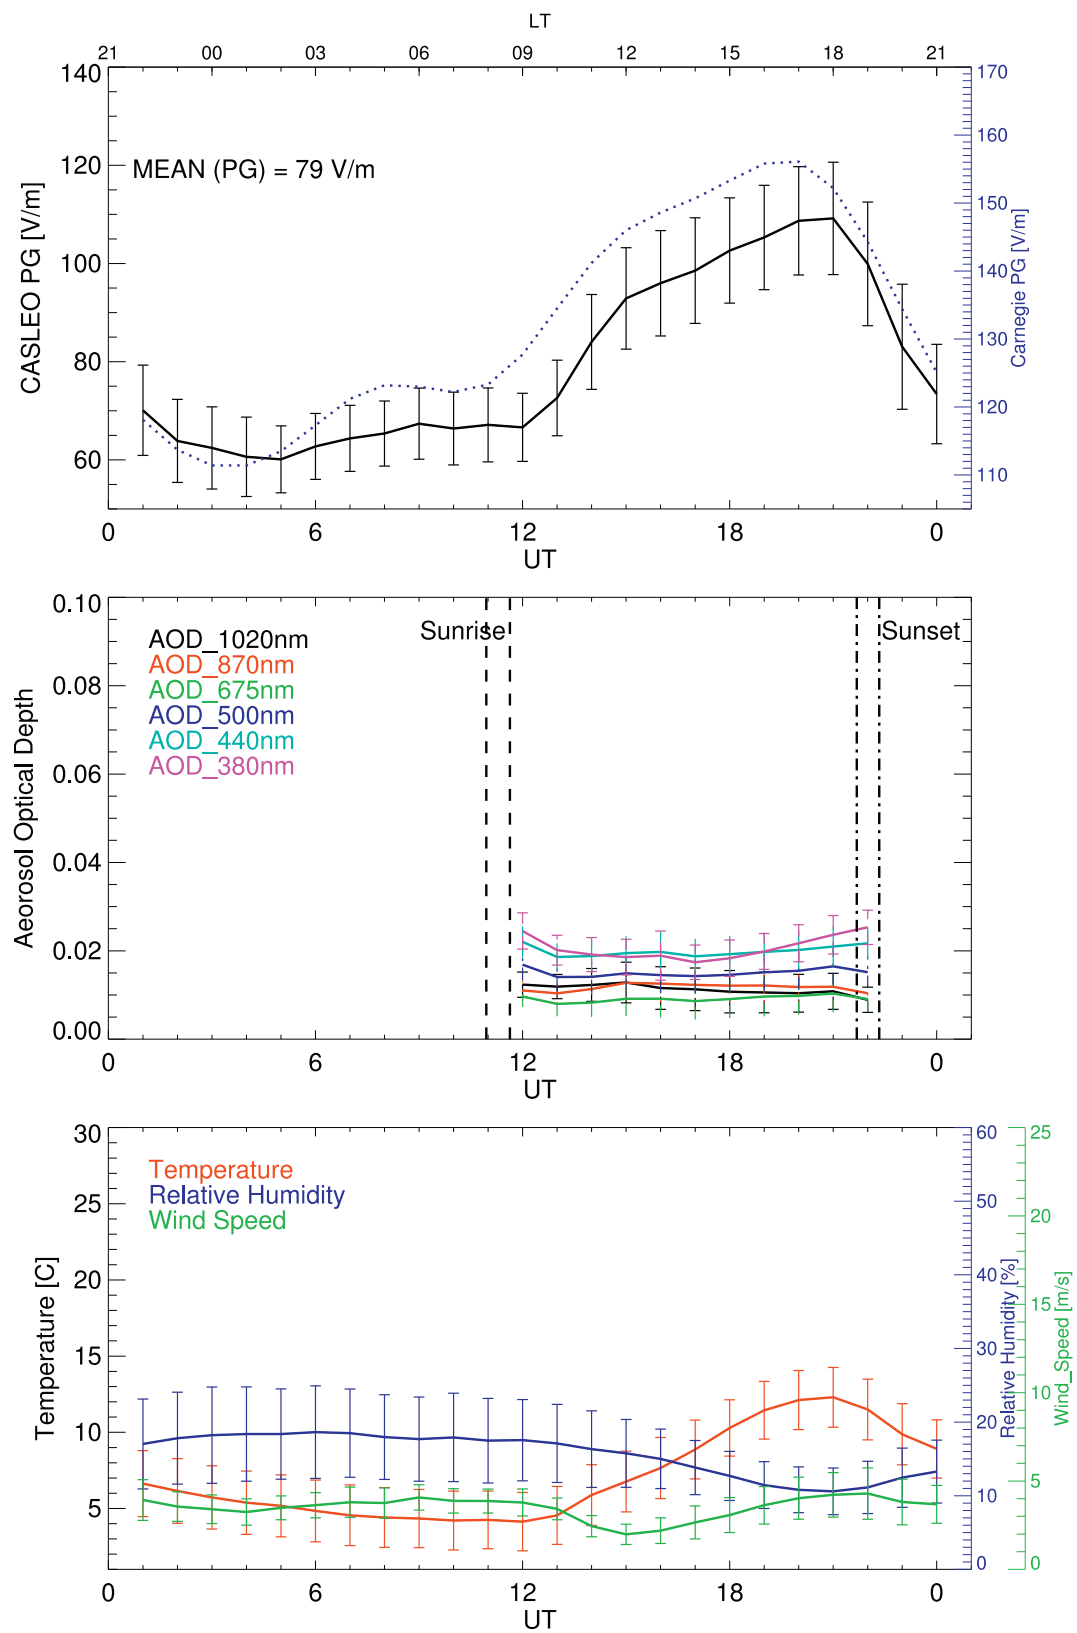 LT
21 00 03 06 09 12 15 18 21
140 170
160
120 MEAN (PG) = 79 V/m
150
100 140
130
80
120
60 110
CASLEO PG [V/m]
Carnegie PG [V/m]
0 6 12 18 0
UT
0.10
Sunrise Sunset
AOD_1020nm
AOD_870nm
AOD_675nm
AOD_500nm
AOD_440nm
AOD_380nm
0.08
0.06
0.04
0.02
0.00
Aeorosol Optical Depth
0 6 12 18 0
UT
30 60 25
Temperature
Relative Humidity
Wind Speed
25 50 20
20 40 15
15 30 10
10 20 5
5 10 0
0
Temperature [C]
Relative Humidity [%]
Wind_Speed [m/s]
0 6 12 18 0
UT